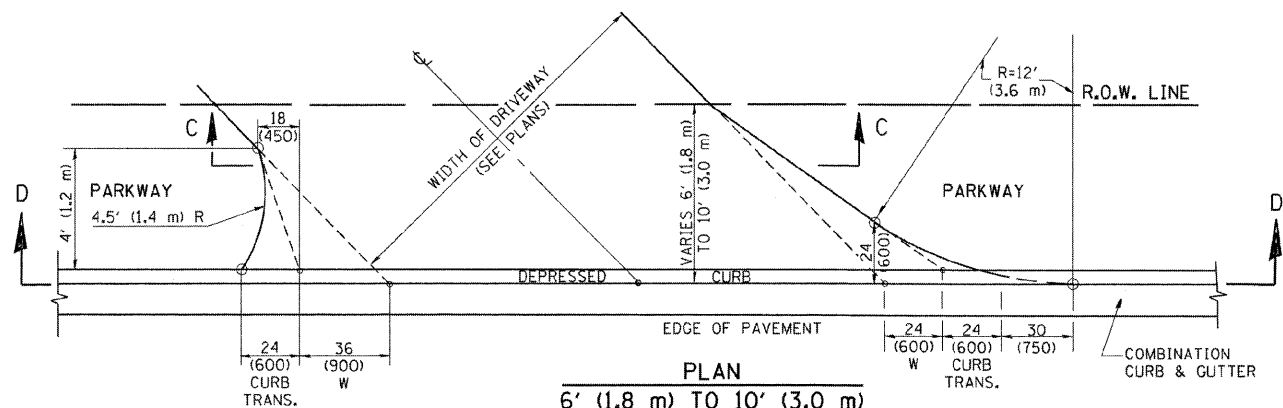 R=12'
(3.6 m)
R.O.W. LINE
C
18
(450)
C
℄
WIDTH OF DRIVEWAY
(SEE PLANS)
VARIES 6' (1.8 m)
TO 10' (3.0 m)
D
4' (1.2 m)
PARKWAY
4.5' (1.4 m) R
PARKWAY
D
24
(600)
DEPRESSED CURB
EDGE OF PAVEMENT
24
(600)
CURB
TRANS.
36
(900)
W
24
(600)
W
24
(600)
CURB
TRANS.
30
(750)
COMBINATION
CURB & GUTTER
PLAN
6' (1.8 m) TO 10' (3.0 m)